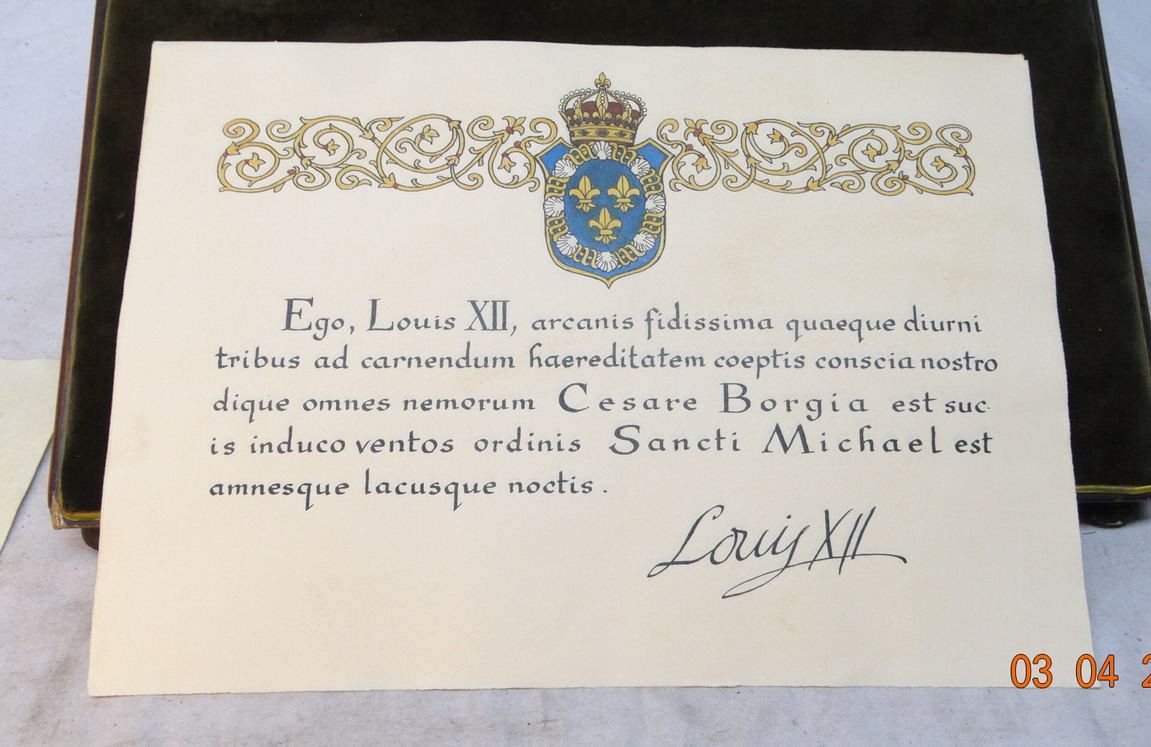 Ego, Louis XII, arcanis fidissima quaeque diurni
tribus ad carnendum haereditatem coeptis conscia nostro
dique omnes nemorum Cesare Borgia est suc-
is induco ventos ordinis Sancti Michael est
amnesque lacusque noctis.
Louis XII
03 04 2